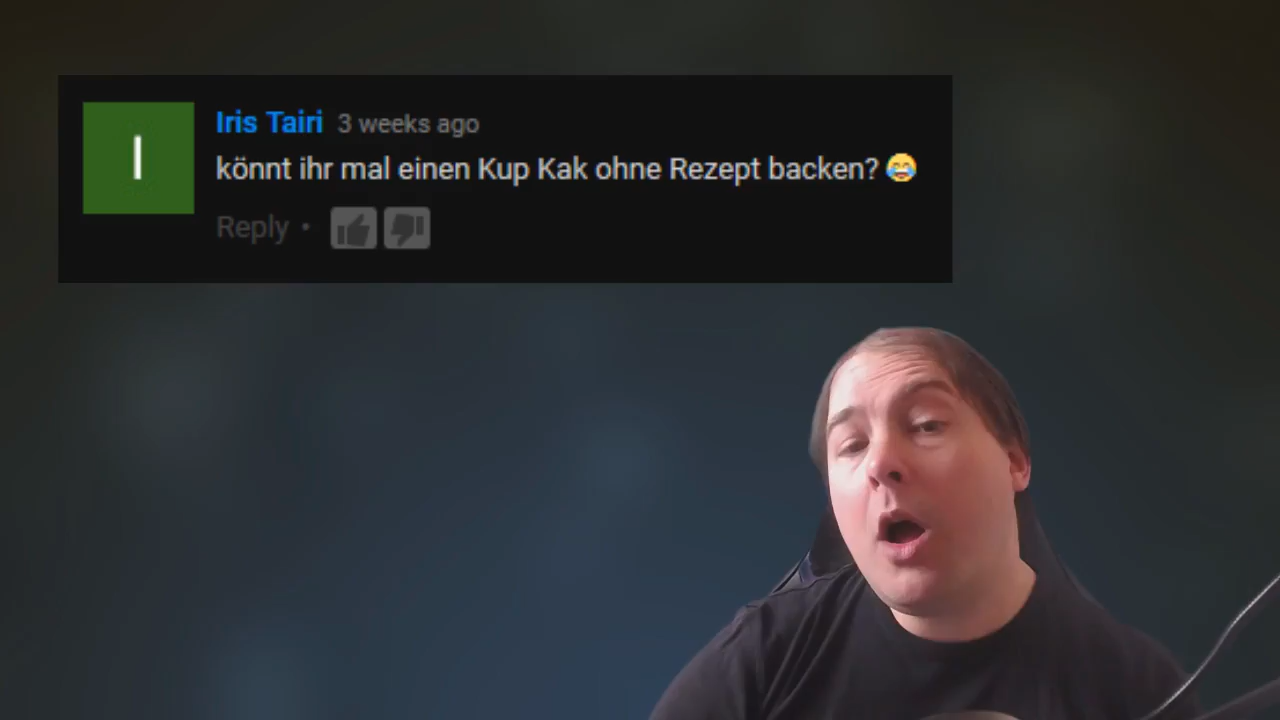 I
Iris Tairi 3 weeks ago
könnt ihr mal einen Kup Kak ohne Rezept backen? 😂
Reply •